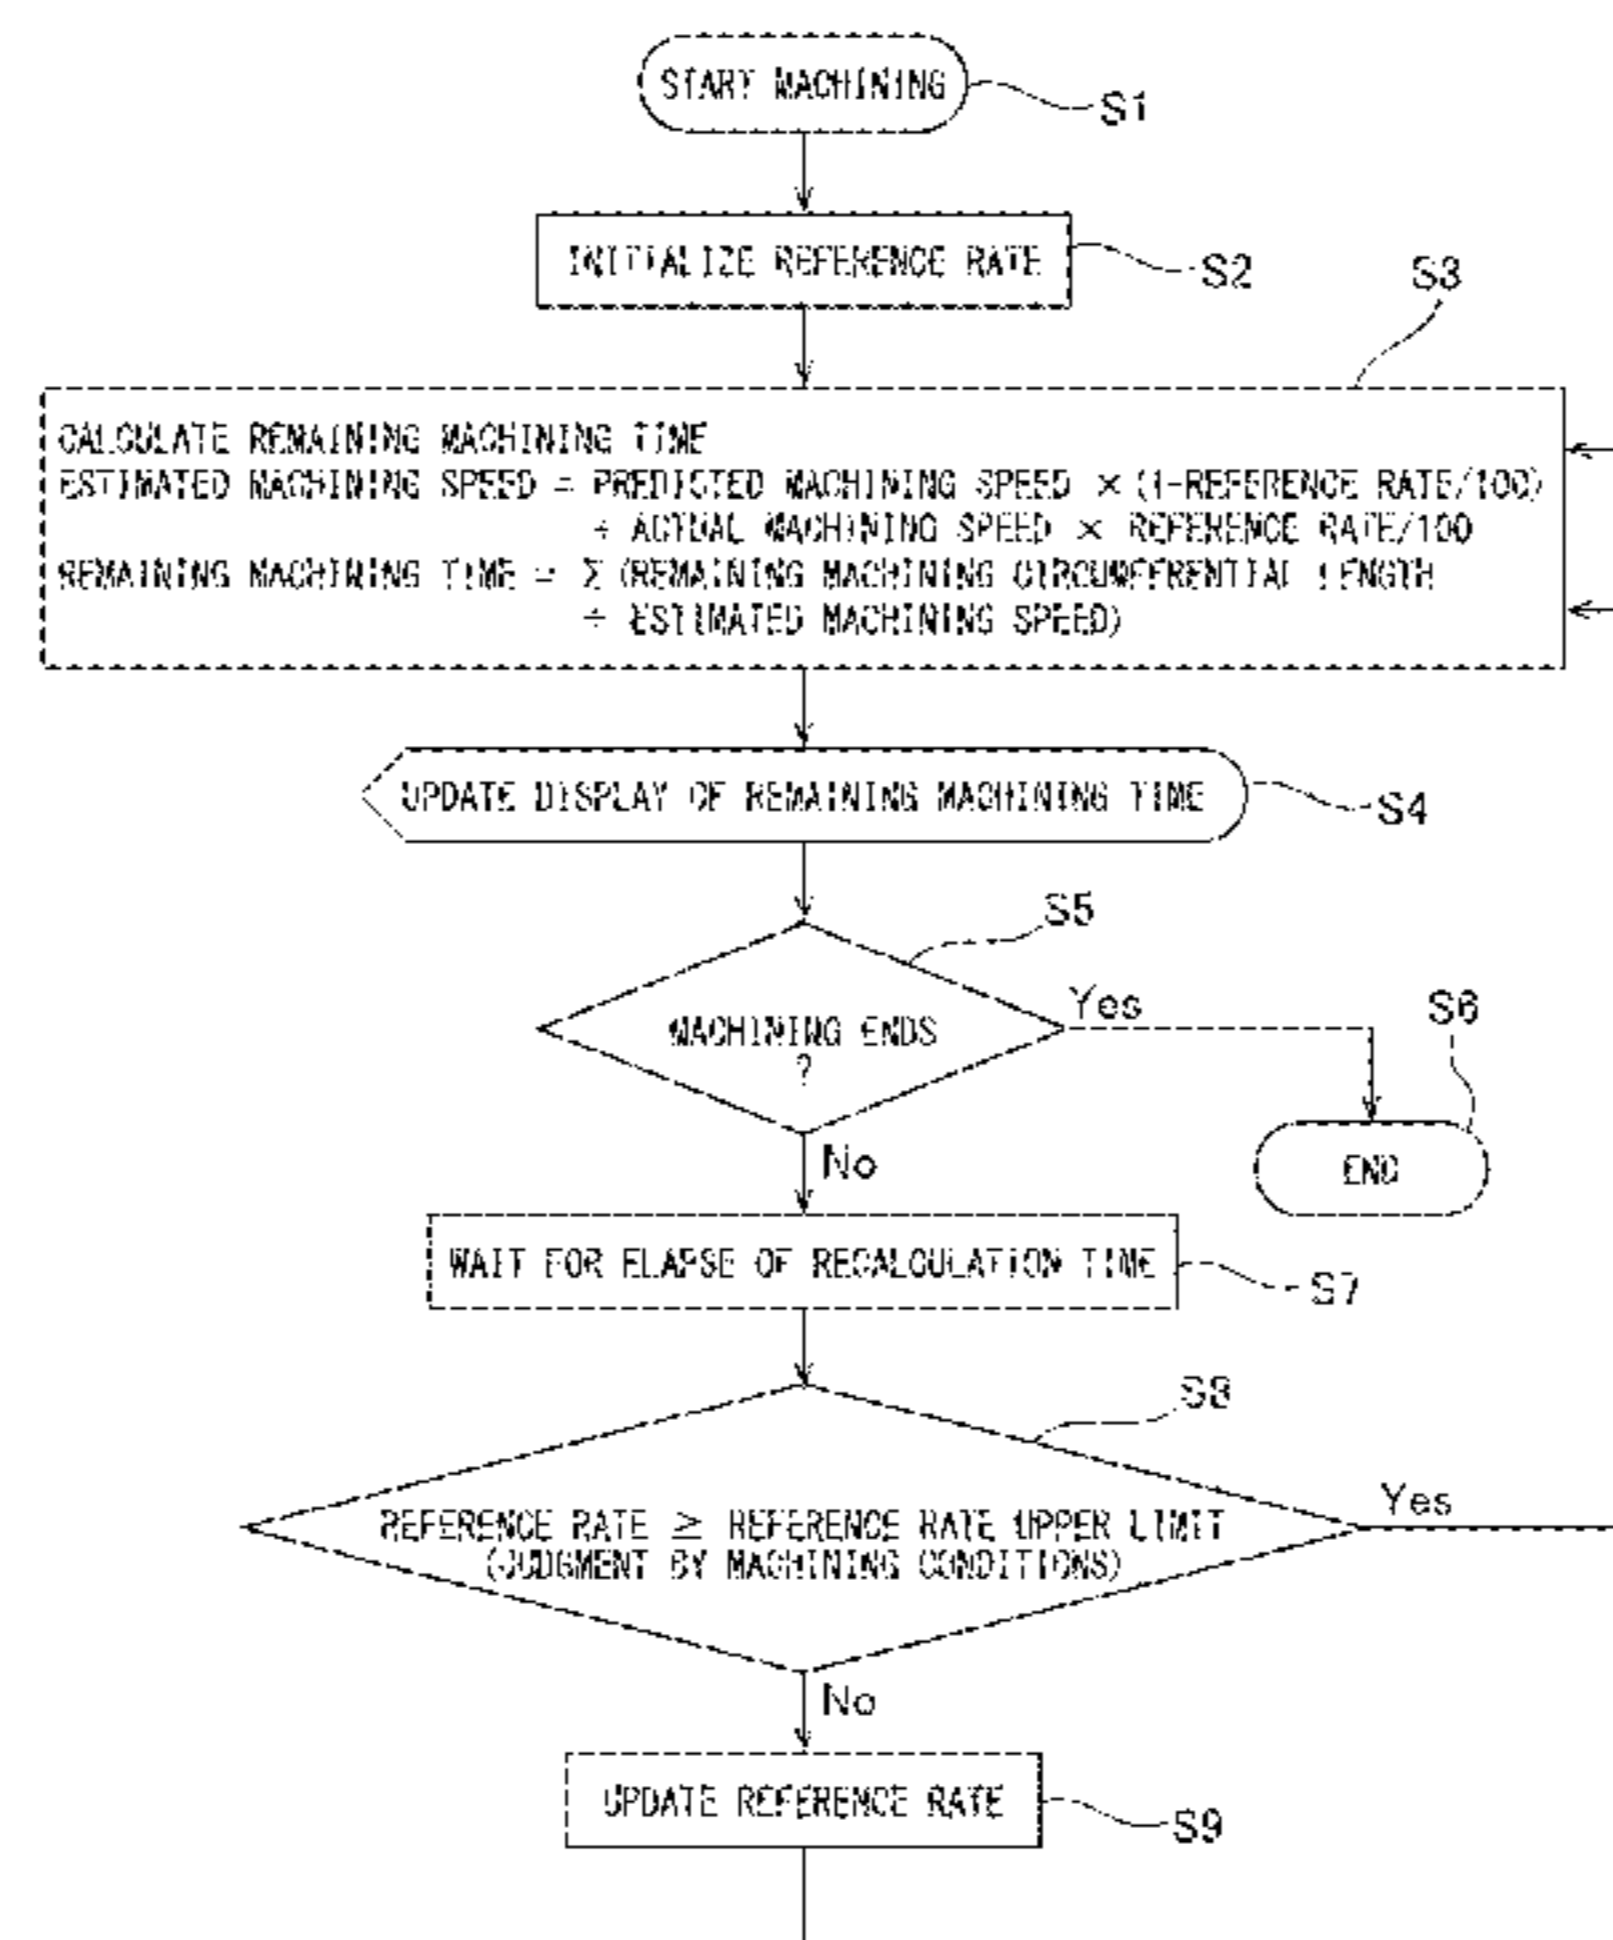 START MACHINING
S1
INITIALIZE REFERENCE RATE
S2
S3
CALCULATE REMAINING MACHINING TIME
ESTIMATED MACHINING SPEED = PREDICTED MACHINING SPEED × (1-REFERENCE RATE/100)
+ ACTUAL MACHINING SPEED × REFERENCE RATE/100
REMAINING MACHINING TIME = Σ (REMAINING MACHINING CIRCUMFERENTIAL LENGTH
÷ ESTIMATED MACHINING SPEED)
UPDATE DISPLAY OF REMAINING MACHINING TIME
S4
S5
MACHINING ENDS
?
Yes
S6
END
No
WAIT FOR ELAPSE OF RECALCULATION TIME
S7
S8
REFERENCE RATE ≥ REFERENCE RATE UPPER LIMIT
(JUDGMENT BY MACHINING CONDITIONS)
Yes
No
UPDATE REFERENCE RATE
S9